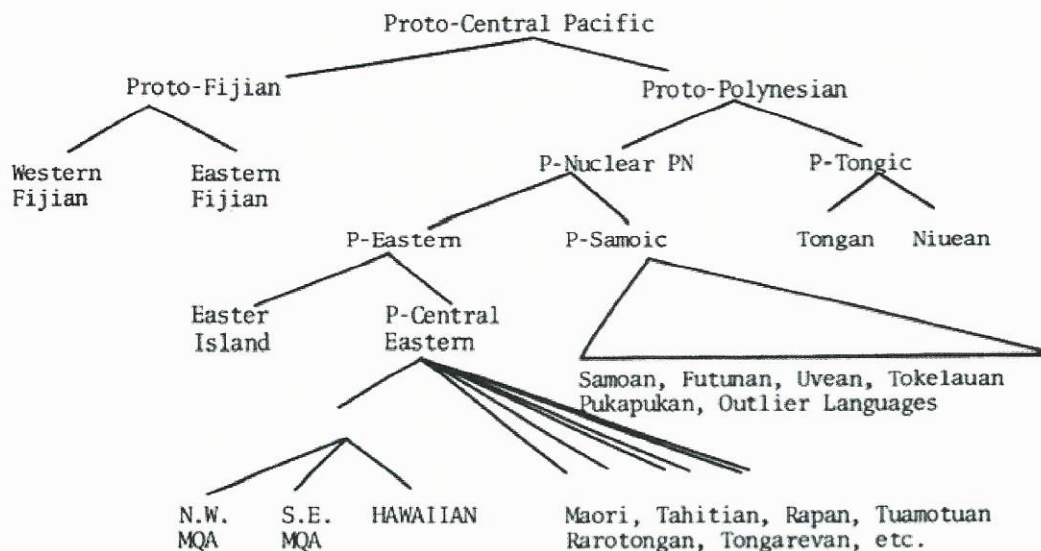 Proto-Central Pacific
Proto-Fijian
Proto-Polynesian
Western
Fijian
Eastern
Fijian
P-Nuclear PN
P-Tongic
P-Eastern
P-Samoic
Tongan
Niuean
Easter
Island
P-Central
Eastern
Samoan, Futunan, Uvean, Tokelauan
Pukapukan, Outlier Languages
N.W.
MQA
S.E.
MQA
HAWAIIAN
Maori, Tahitian, Rapan, Tuamotuan
Rarotongan, Tongarevan, etc.